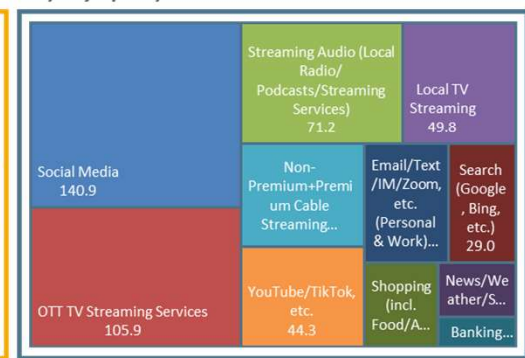 Social Media
140.9
OTT TV Streaming Services
105.9
Streaming Audio (Local
Radio/
Podcasts/Streaming
Services)
71.2
Local TV
Streaming
49.8
Non-
Premium+Premi
um Cable
Streaming...
YouTube/TikTok,
etc.
44.3
Email/Text
/IM/Zoom,
etc.
(Personal
& Work)...
Search
(Google
, Bing,
etc.)
29.0
Shopping
(incl.
Food/A...
News/We
ather/S...
Banking...